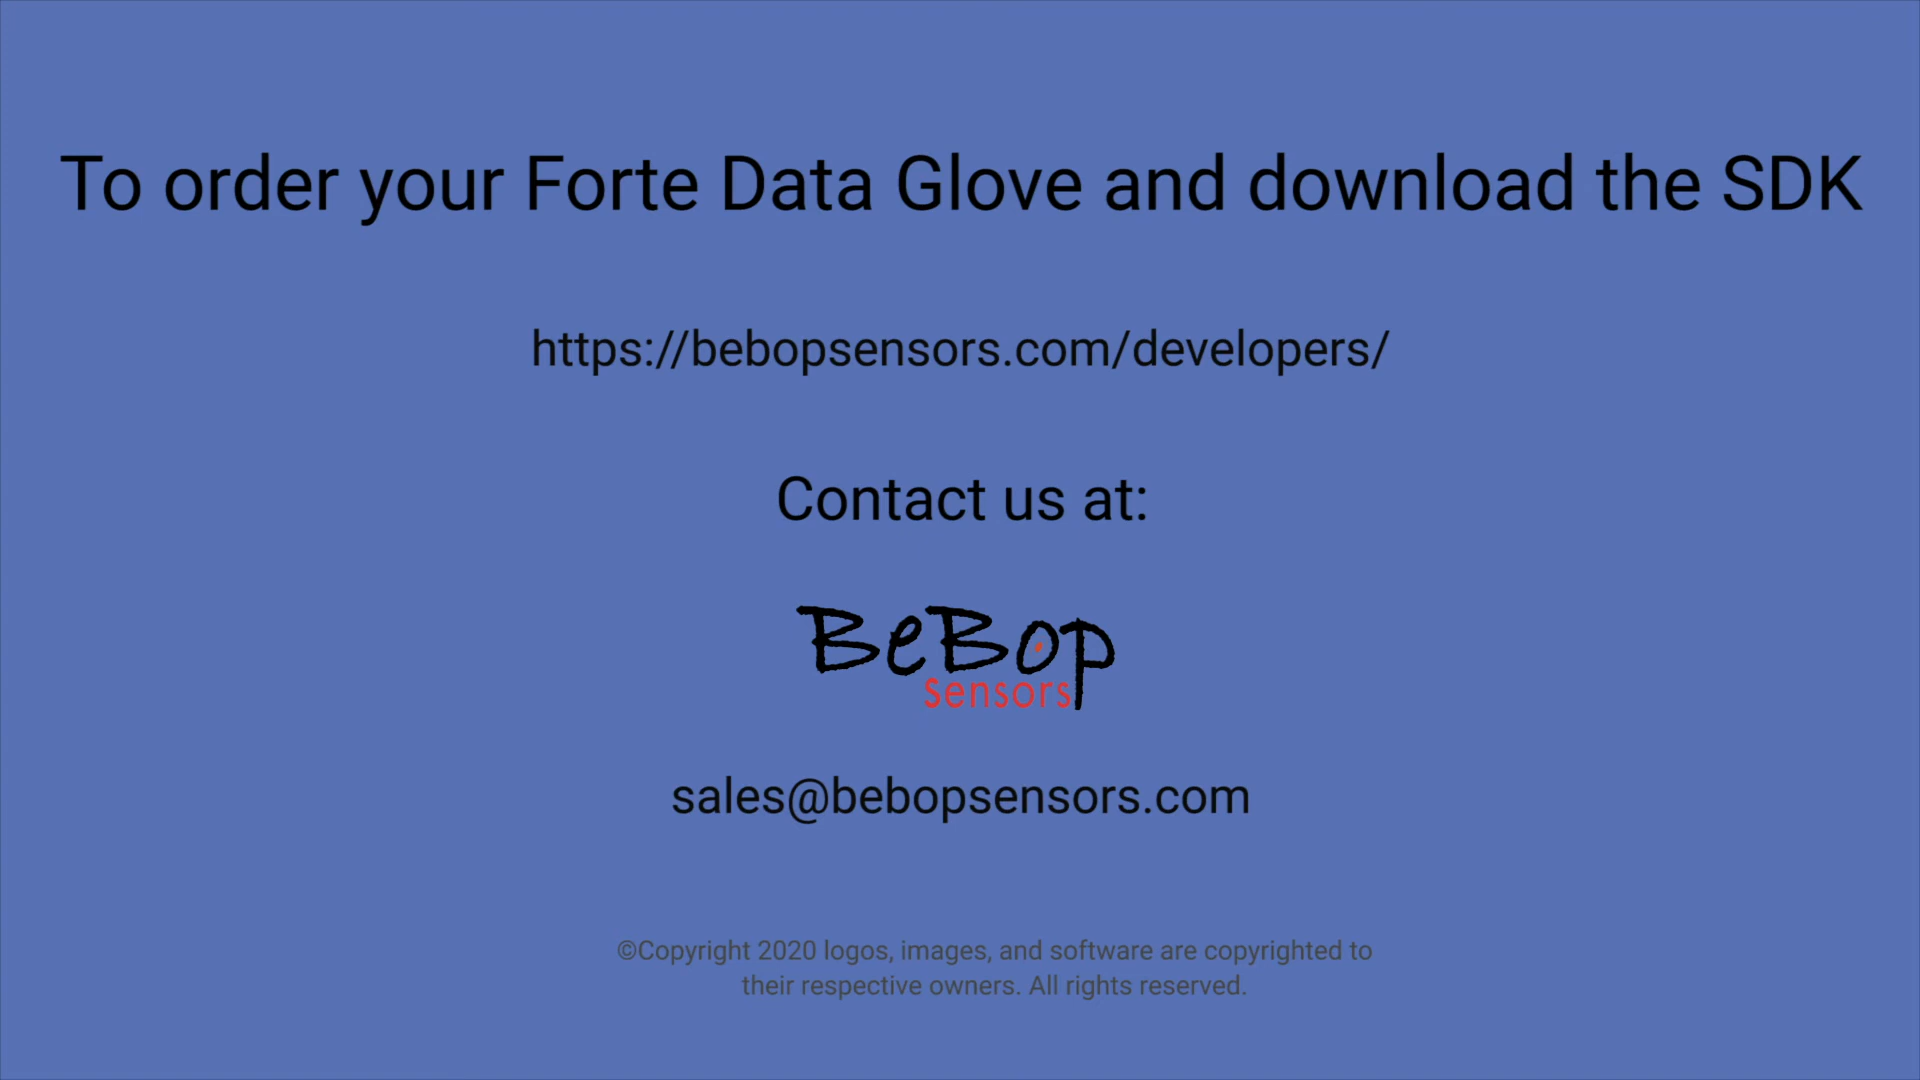 To order your Forte Data Glove and download the SDK
https://bebopsensors.com/developers/
Contact us at:
BeBop
Sensors
sales@bebopsensors.com
©Copyright 2020 logos, images, and software are copyrighted to
their respective owners. All rights reserved.